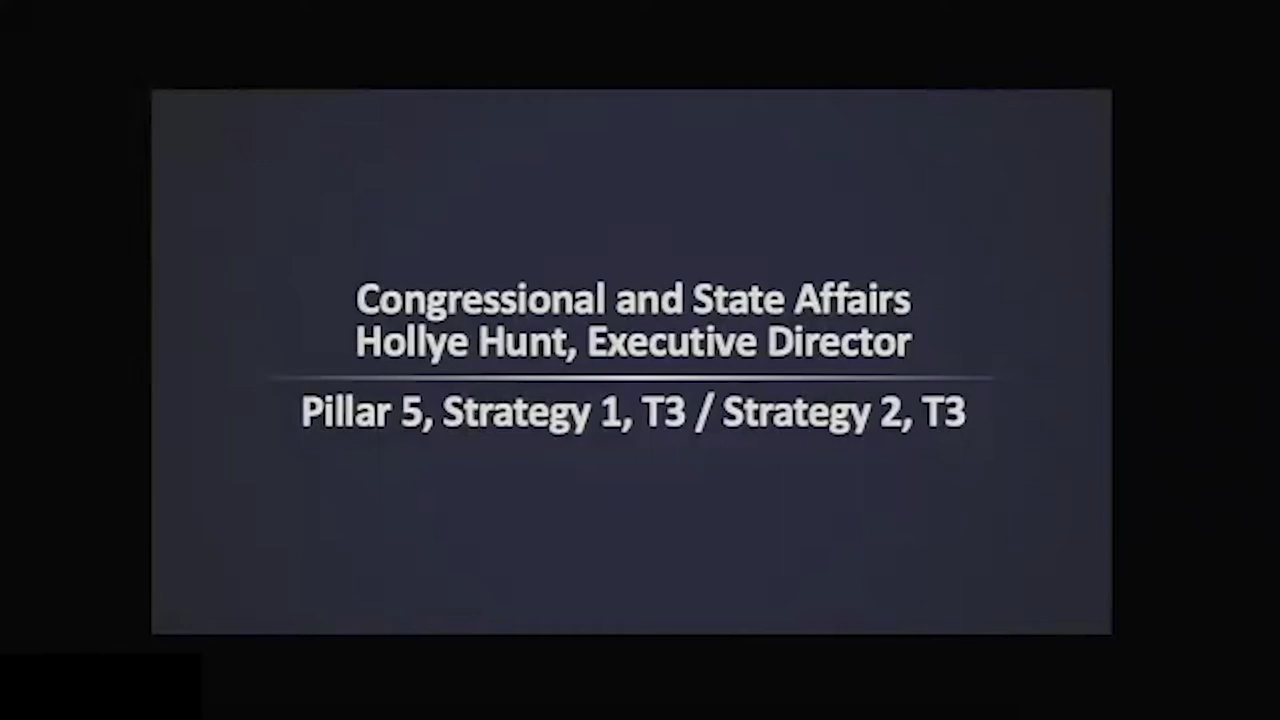 Congressional and State Affairs
Hollye Hunt, Executive Director
Pillar 5, Strategy 1, T3 / Strategy 2, T3